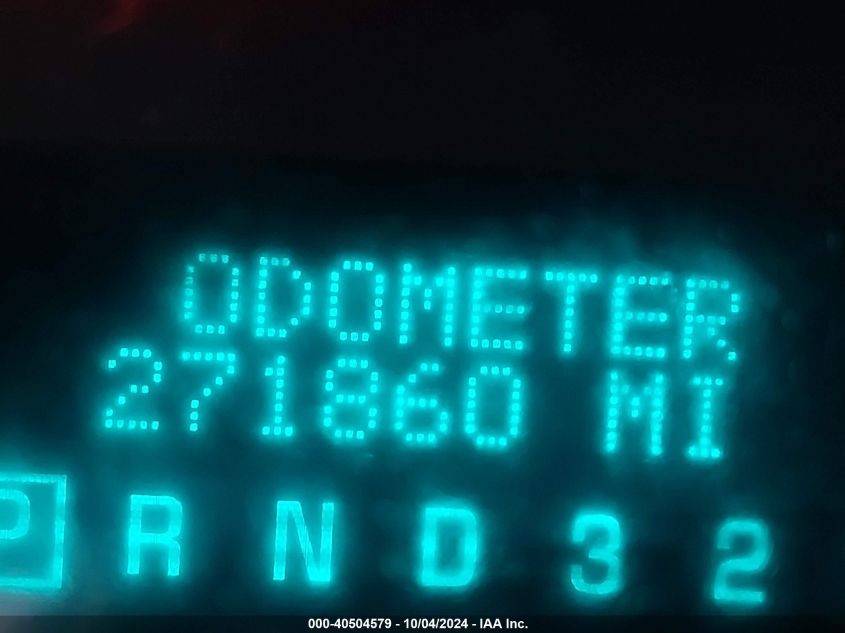 ODOMETER
271860 MI
P R N D 3 2
000-40504579 - 10/04/2024 - IAA Inc.